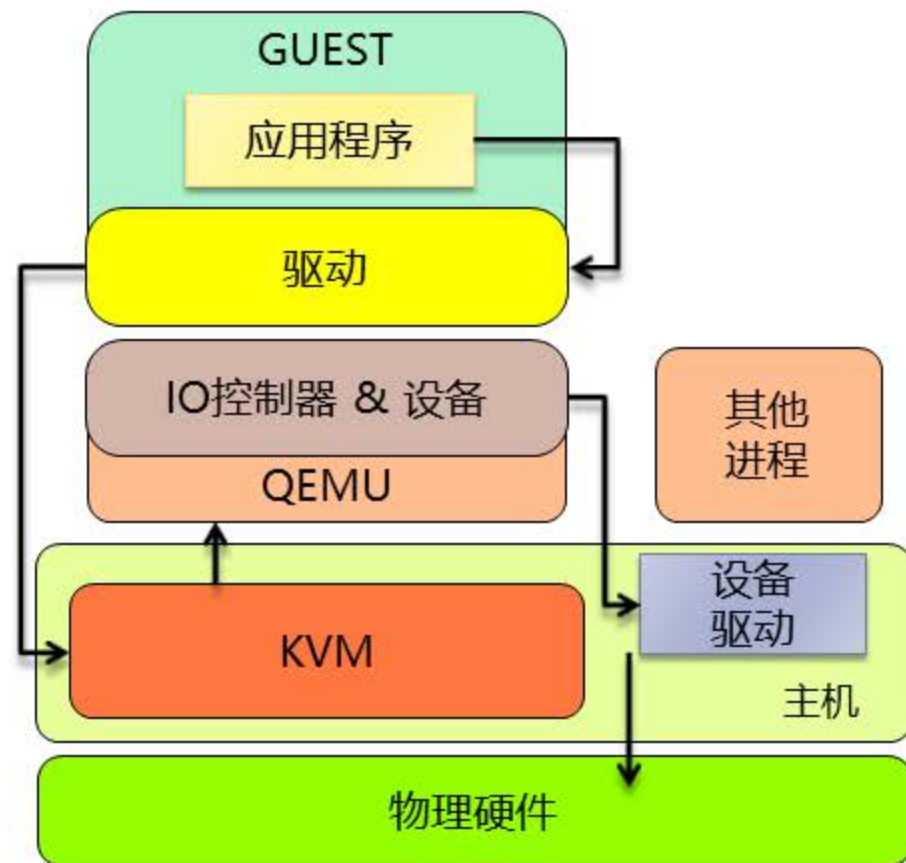 GUEST
应用程序
驱动
IO控制器 & 设备
QEMU
其他
进程
设备
驱动
KVM
主机
物理硬件